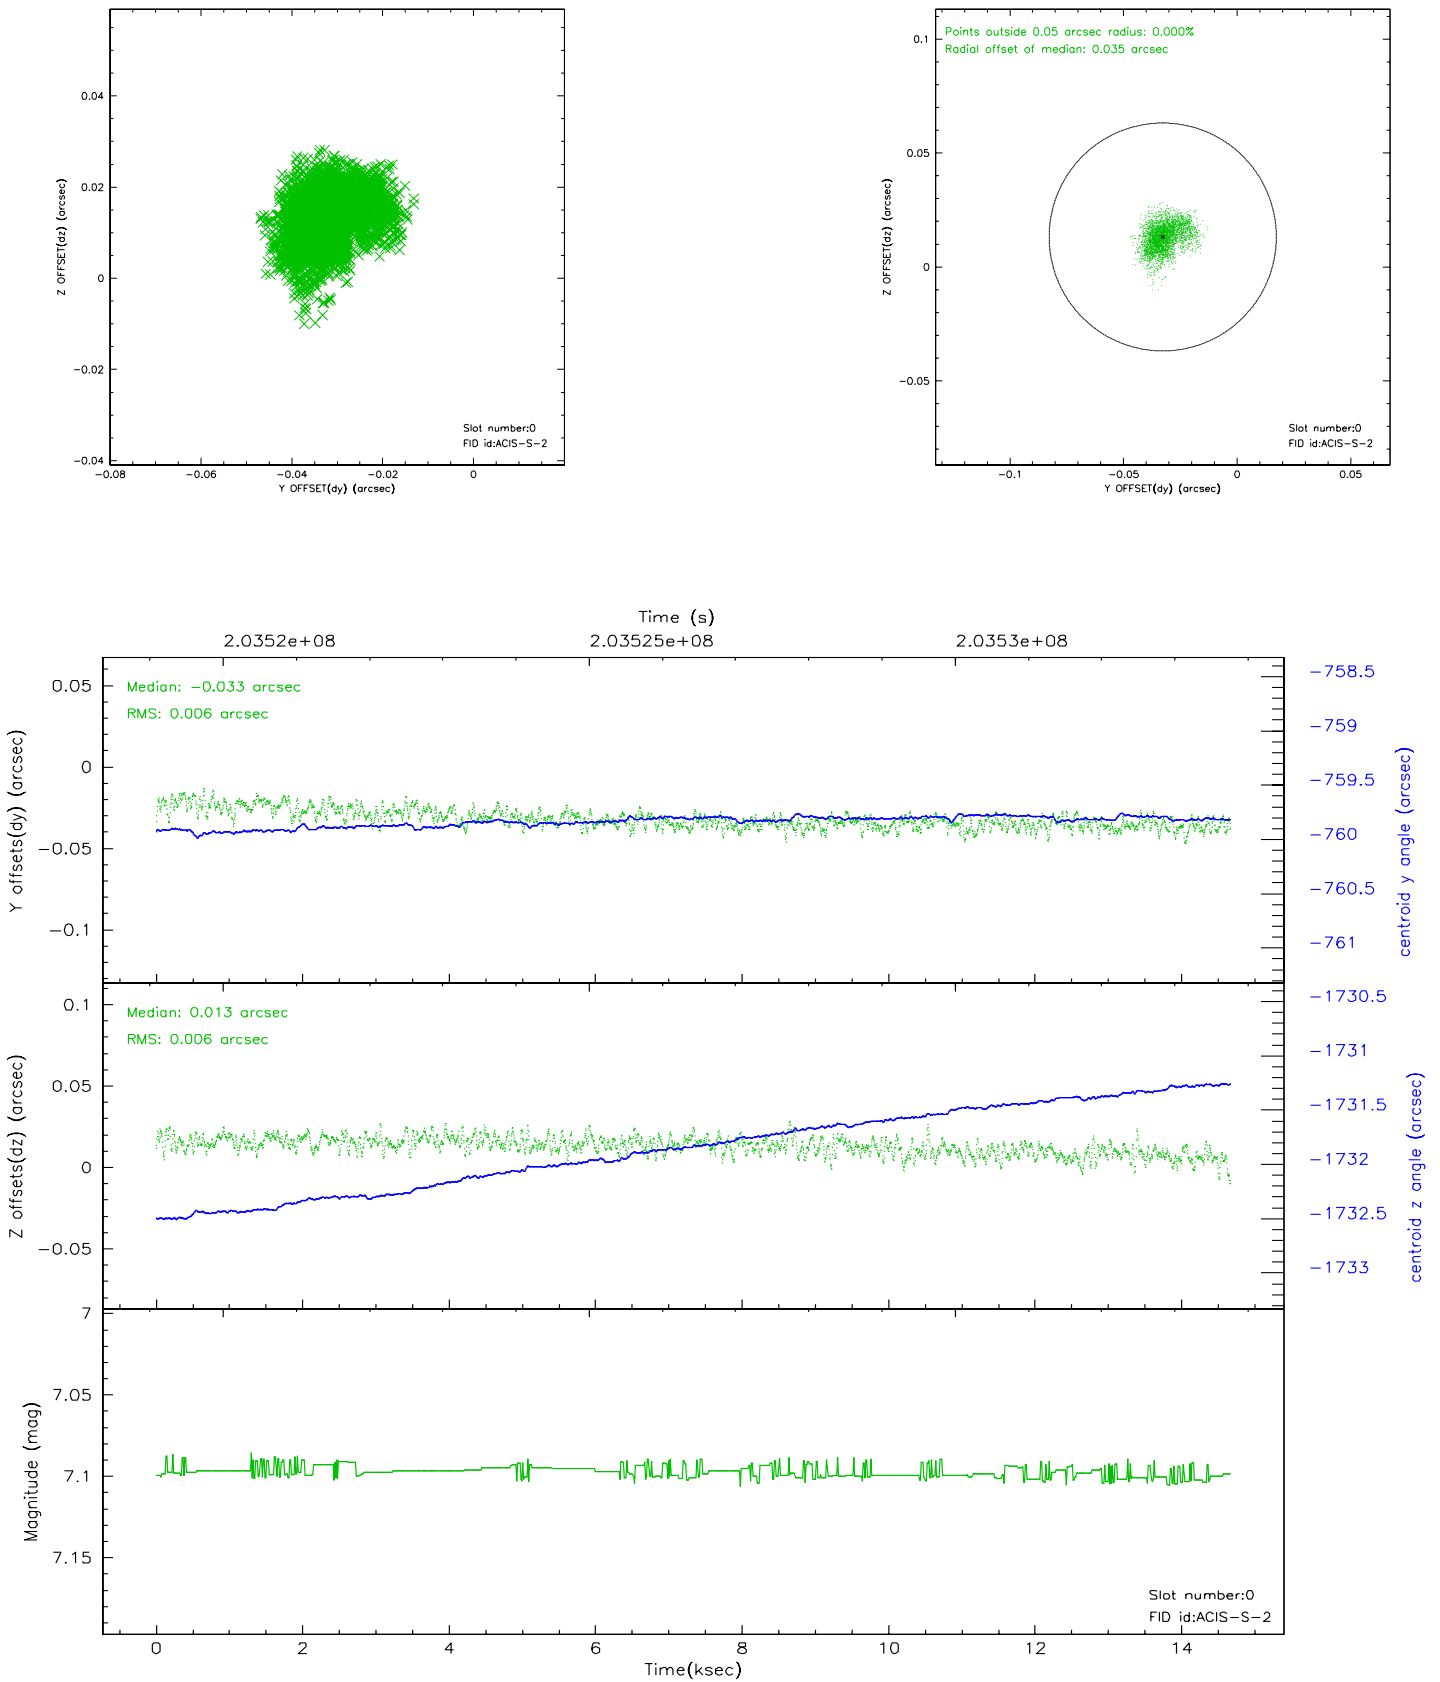 0.04
0.02
0
−0.02
−0.04
Z OFFSET(dz) (arcsec)
Slot number:0
FID id:ACIS−S−2
−0.08 −0.06 −0.04 −0.02 0
Y OFFSET(dy) (arcsec)
Points outside 0.05 arcsec radius: 0.000%
Radial offset of median: 0.035 arcsec
0.1
0.05
0
−0.05
Z OFFSET(dz) (arcsec)
Slot number:0
FID id:ACIS−S−2
−0.1 −0.05 0 0.05
Y OFFSET(dy) (arcsec)
Time (s)
2.0352e+08 2.03525e+08 2.0353e+08
Median: −0.033 arcsec
RMS: 0.006 arcsec
0.05
0
−0.05
−0.1
Y offsets(dy) (arcsec)
−758.5
−759
−759.5
−760
−760.5
−761
centroid y angle (arcsec)
Median: 0.013 arcsec
RMS: 0.006 arcsec
0.1
0.05
0
−0.05
Z offsets(dz) (arcsec)
−1730.5
−1731
−1731.5
−1732
−1732.5
−1733
centroid z angle (arcsec)
7
7.05
7.1
7.15
Magnitude (mag)
Slot number:0
FID id:ACIS−S−2
0 2 4 6 8 10 12 14
Time(ksec)